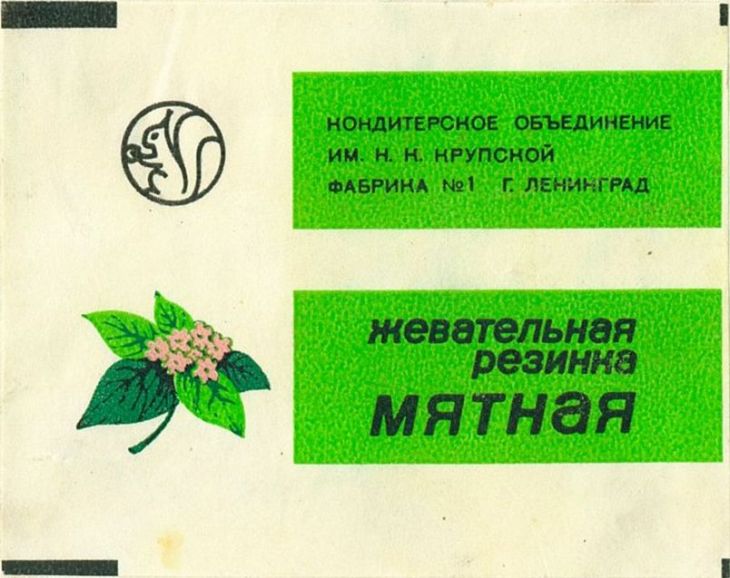 КОНДИТЕРСКОЕ ОБЪЕДИНЕНИЕ
ИМ. Н. К. КРУПСКОЙ
ФАБРИКА №1 Г. ЛЕНИНГРАД
жевательная
резинка
мятная